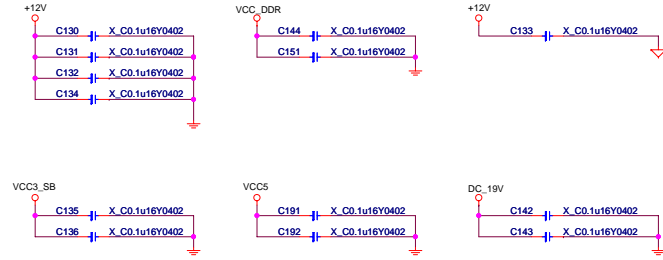 +12V
C130 X_C0.1u16Y0402
C131 X_C0.1u16Y0402
C132 X_C0.1u16Y0402
C134 X_C0.1u16Y0402
VCC_DDR
C144 X_C0.1u16Y0402
C151 X_C0.1u16Y0402
+12V
C133 X_C0.1u16Y0402
VCC3_SB
C135 X_C0.1u16Y0402
C136 X_C0.1u16Y0402
VCC5
C191 X_C0.1u16Y0402
C192 X_C0.1u16Y0402
DC_19V
C142 X_C0.1u16Y0402
C143 X_C0.1u16Y0402